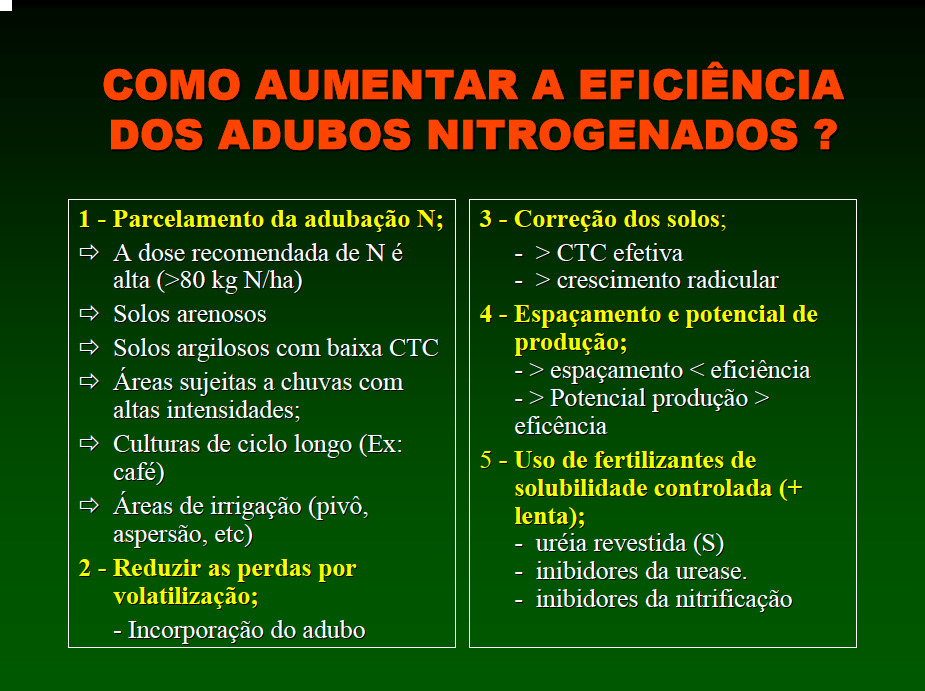 COMO AUMENTAR A EFICIÊNCIA
DOS ADUBOS NITROGENADOS ?
1 - Parcelamento da adubação N;
⇨ A dose recomendada de N é
alta (>80 kg N/ha)
⇨ Solos arenosos
⇨ Solos argilosos com baixa CTC
⇨ Áreas sujeitas a chuvas com
altas intensidades;
⇨ Culturas de ciclo longo (Ex:
café)
⇨ Áreas de irrigação (pivô,
aspersão, etc)
2 - Reduzir as perdas por
volatilização;
- Incorporação do adubo
3 - Correção dos solos;
- > CTC efetiva
- > crescimento radicular
4 - Espaçamento e potencial de
produção;
- > espaçamento < eficiência
- > Potencial produção >
eficência
5 - Uso de fertilizantes de
solubilidade controlada (+
lenta);
- uréia revestida (S)
- inibidores da urease.
- inibidores da nitrificação